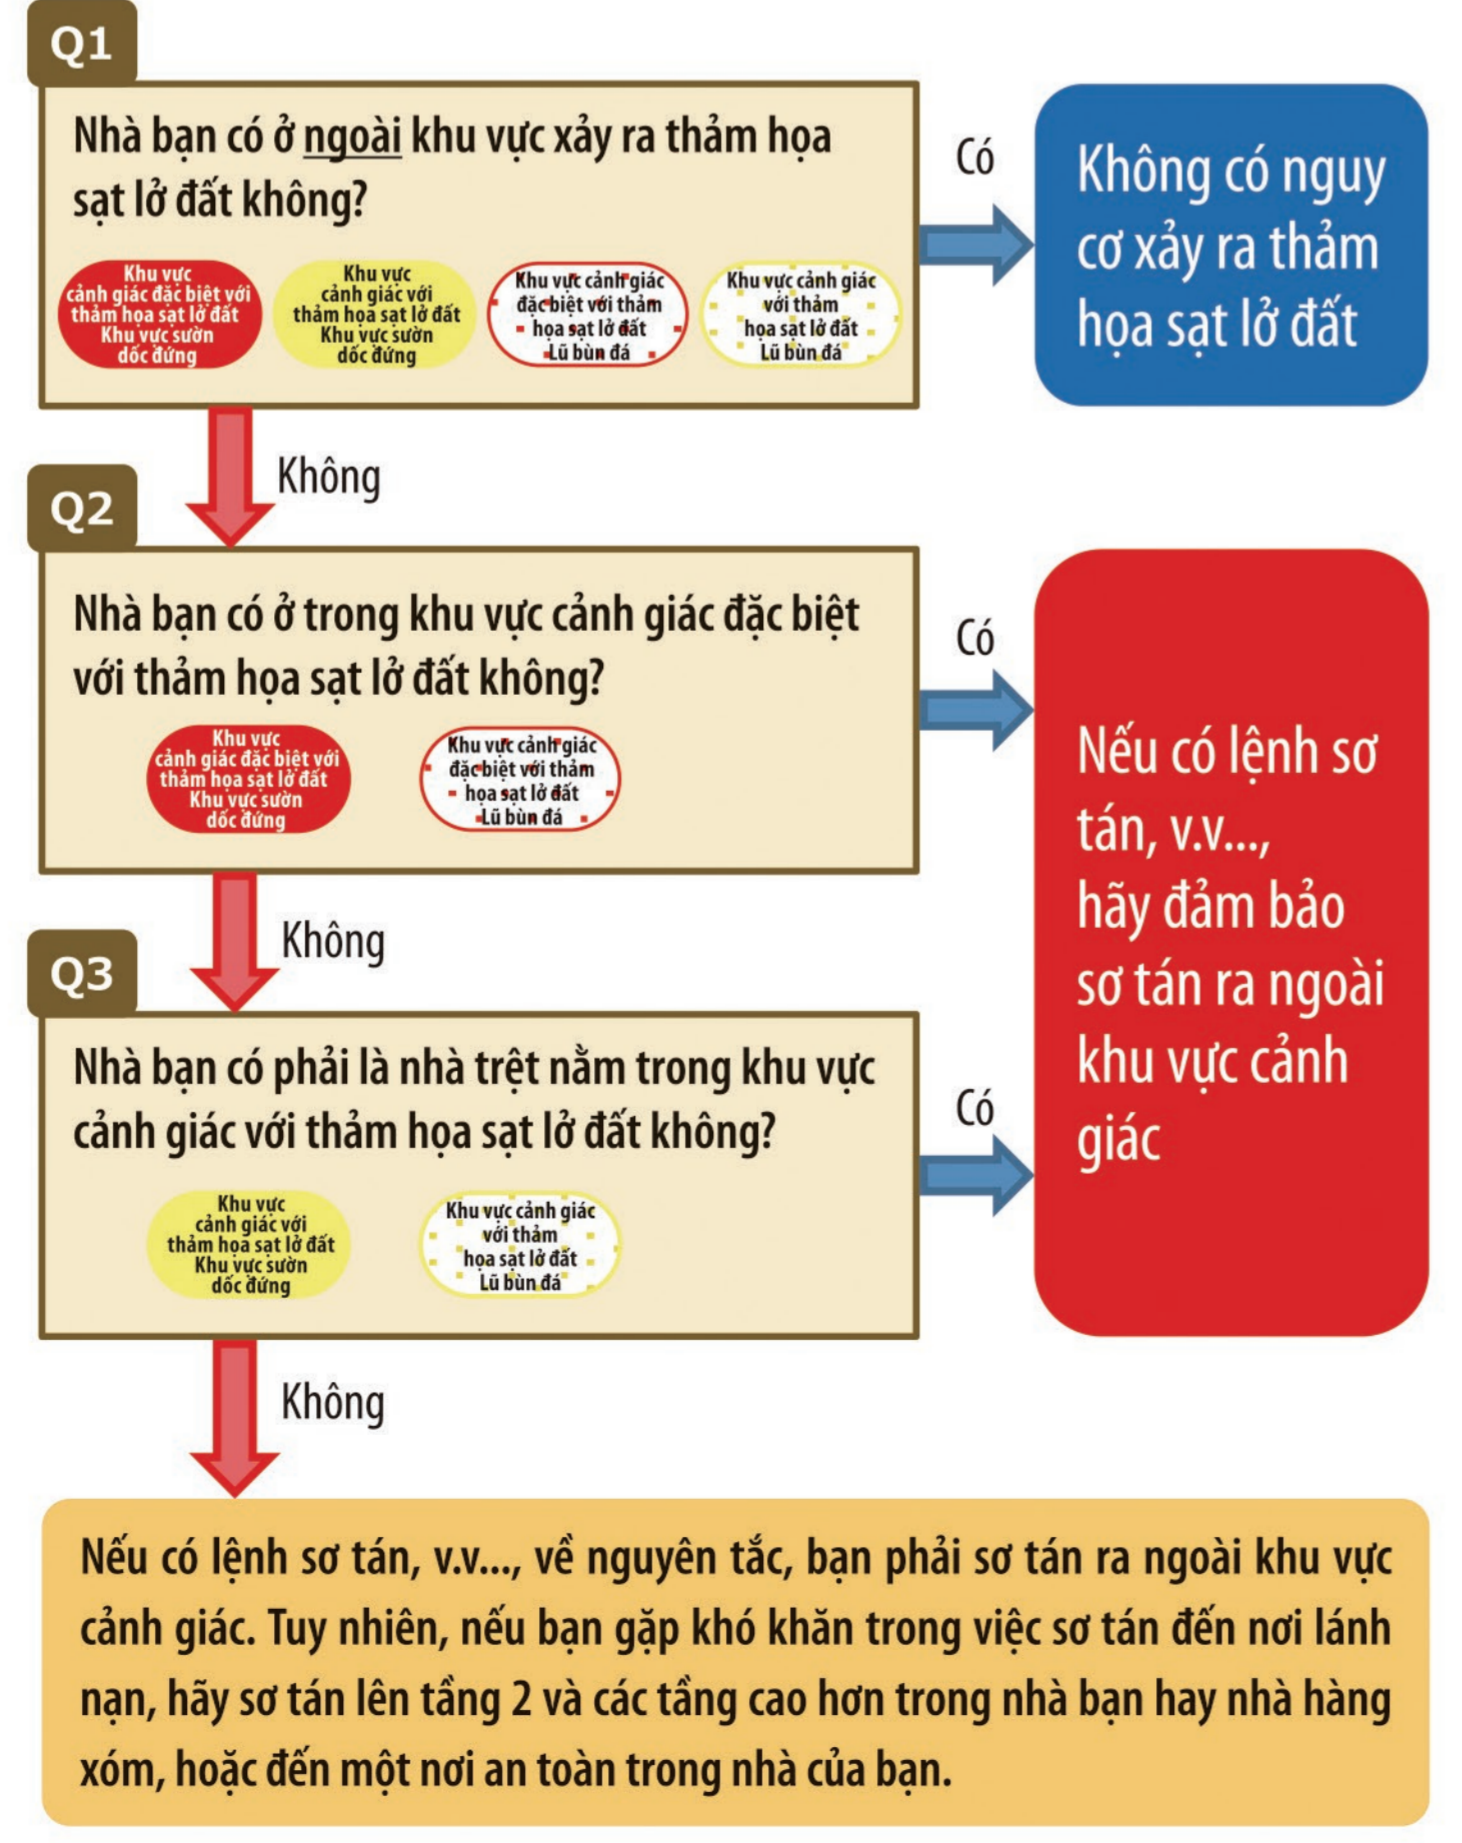 Q1
Nhà bạn có ở ngoài khu vực xảy ra thảm họa
sạt lở đất không?
Khu vực
cảnh giác đặc biệt với
thảm họa sạt lở đất
Khu vực sườn
dốc đứng
Khu vực
cảnh giác với
thảm họa sạt lở đất
Khu vực sườn
dốc đứng
Khu vực cảnh giác
đặc biệt với thảm
họa sạt lở đất
Lũ bùn đá
Khu vực cảnh giác
với thảm
họa sạt lở đất
Lũ bùn đá
Có
Không có nguy
cơ xảy ra thảm
họa sạt lở đất
Không
Q2
Nhà bạn có ở trong khu vực cảnh giác đặc biệt
với thảm họa sạt lở đất không?
Khu vực
cảnh giác đặc biệt với
thảm họa sạt lở đất
Khu vực sườn
dốc đứng
Khu vực cảnh giác
đặc biệt với thảm
họa sạt lở đất
Lũ bùn đá
Có
Nếu có lệnh sơ
tán, v.v...,
hãy đảm bảo
sơ tán ra ngoài
khu vực cảnh
giác
Không
Q3
Nhà bạn có phải là nhà trệt nằm trong khu vực
cảnh giác với thảm họa sạt lở đất không?
Khu vực
cảnh giác với
thảm họa sạt lở đất
Khu vực sườn
dốc đứng
Khu vực cảnh giác
với thảm
họa sạt lở đất
Lũ bùn đá
Có
Không
Nếu có lệnh sơ tán, v.v..., về nguyên tắc, bạn phải sơ tán ra ngoài khu vực
cảnh giác. Tuy nhiên, nếu bạn gặp khó khăn trong việc sơ tán đến nơi lánh
nạn, hãy sơ tán lên tầng 2 và các tầng cao hơn trong nhà bạn hay nhà hàng
xóm, hoặc đến một nơi an toàn trong nhà của bạn.